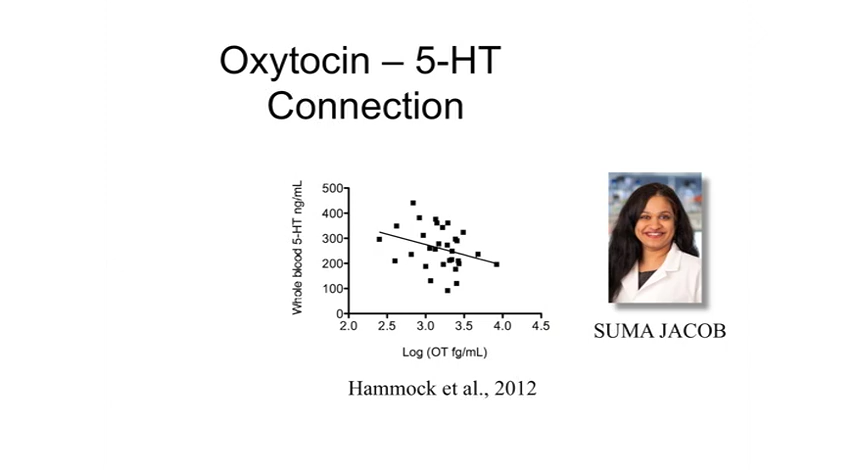 Oxytocin – 5-HT
Connection
Whole blood 5-HT ng/mL
500
400
300
200
100
0
2.0 2.5 3.0 3.5 4.0 4.5
Log (OT fg/mL)
Hammock et al., 2012
SUMA JACOB